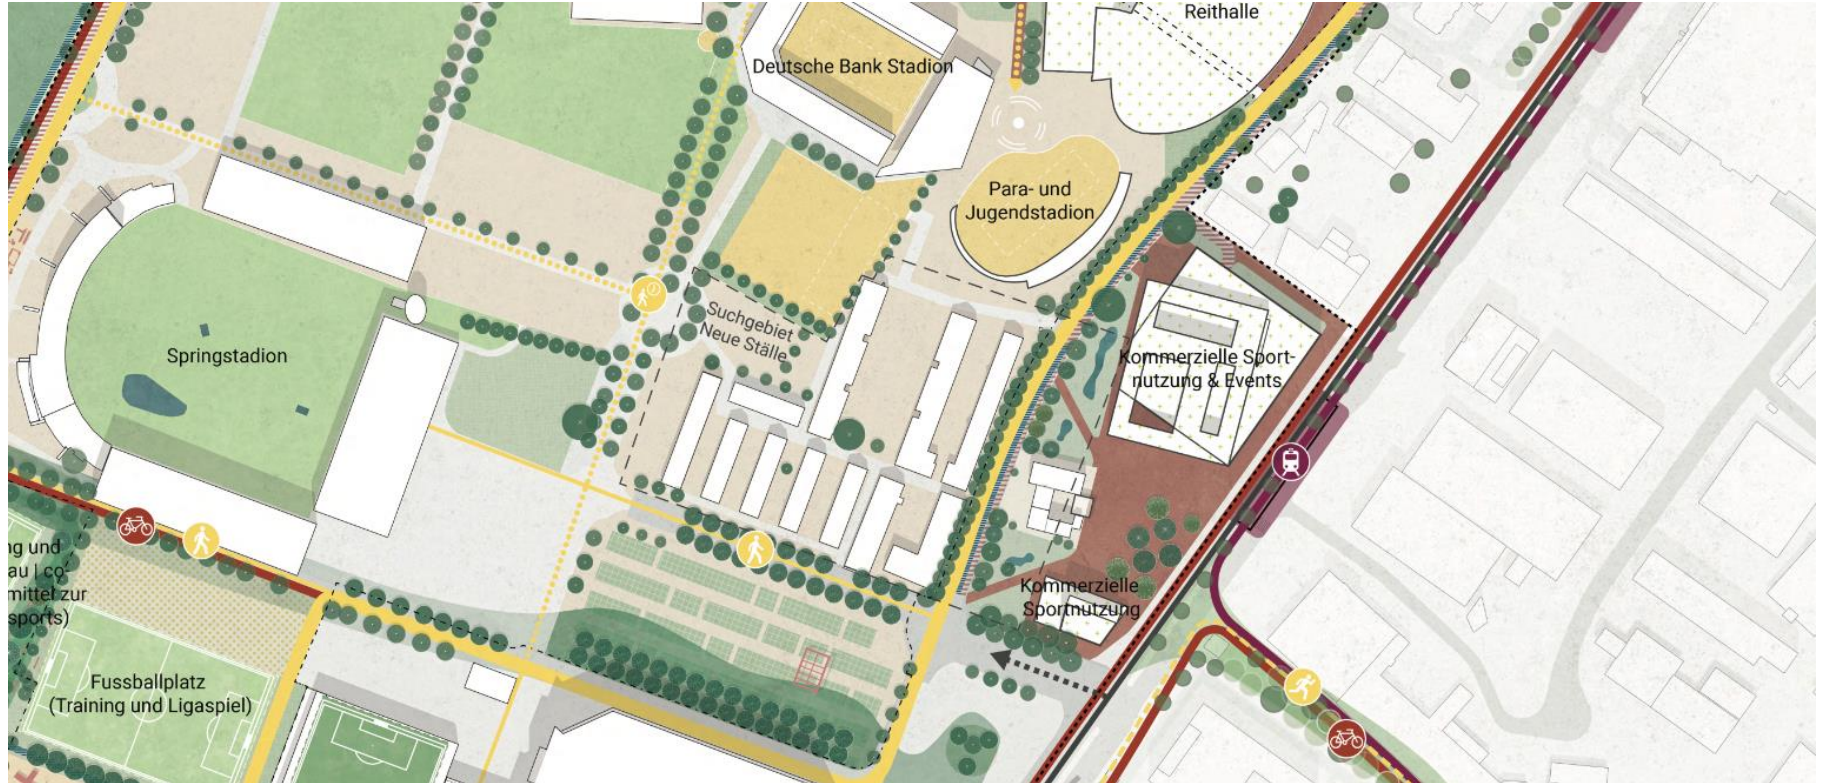 Reithalle
Deutsche Bank Stadion
Para- und
Jugendstadion
Suchgebiet
Neue Ställe
Springstadion
Kommerzielle Sport-
nutzung & Events
ng und
au | co-
mittel zur
sports)
Kommerzielle
Sportnutzung
Fussballplatz
(Training und Ligaspiel)